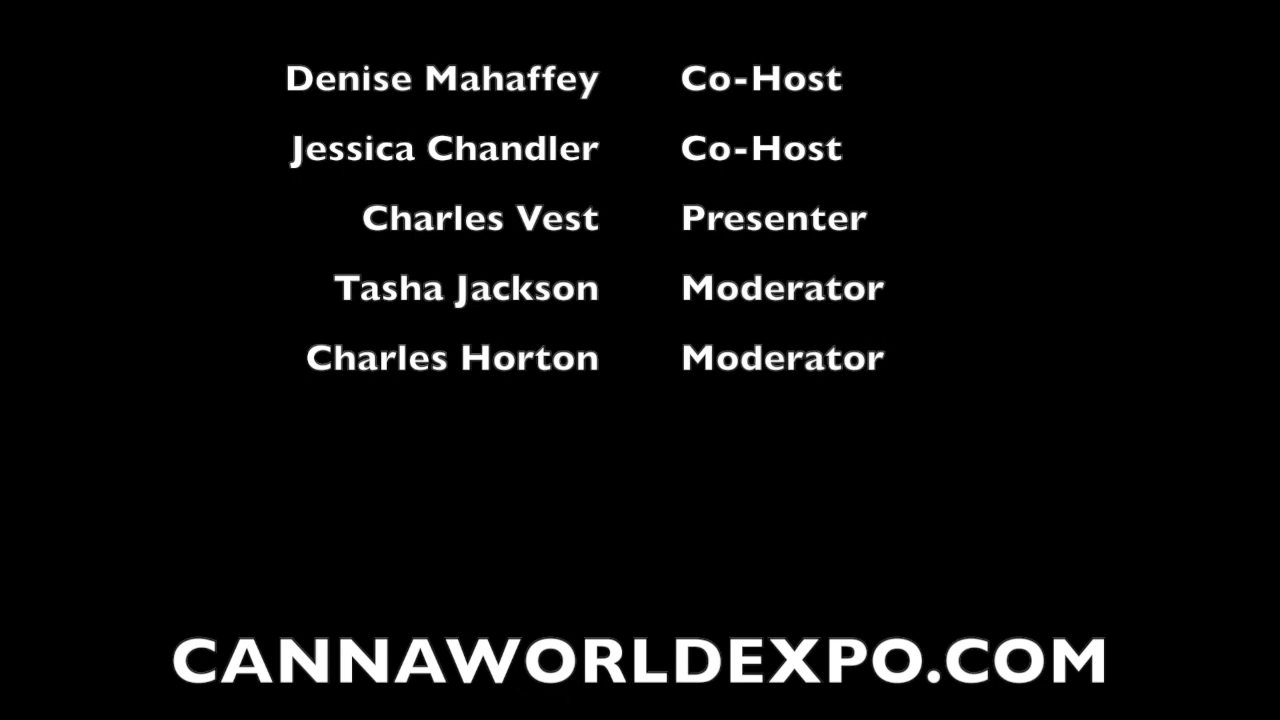 Denise Mahaffey Co-Host
Jessica Chandler Co-Host
Charles Vest Presenter
Tasha Jackson Moderator
Charles Horton Moderator
CANNAWORLDEXPO.COM